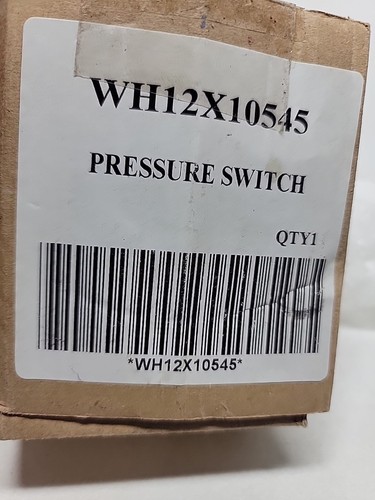 WH12X10545
PRESSURE SWITCH
QTY1
*WH12X10545*